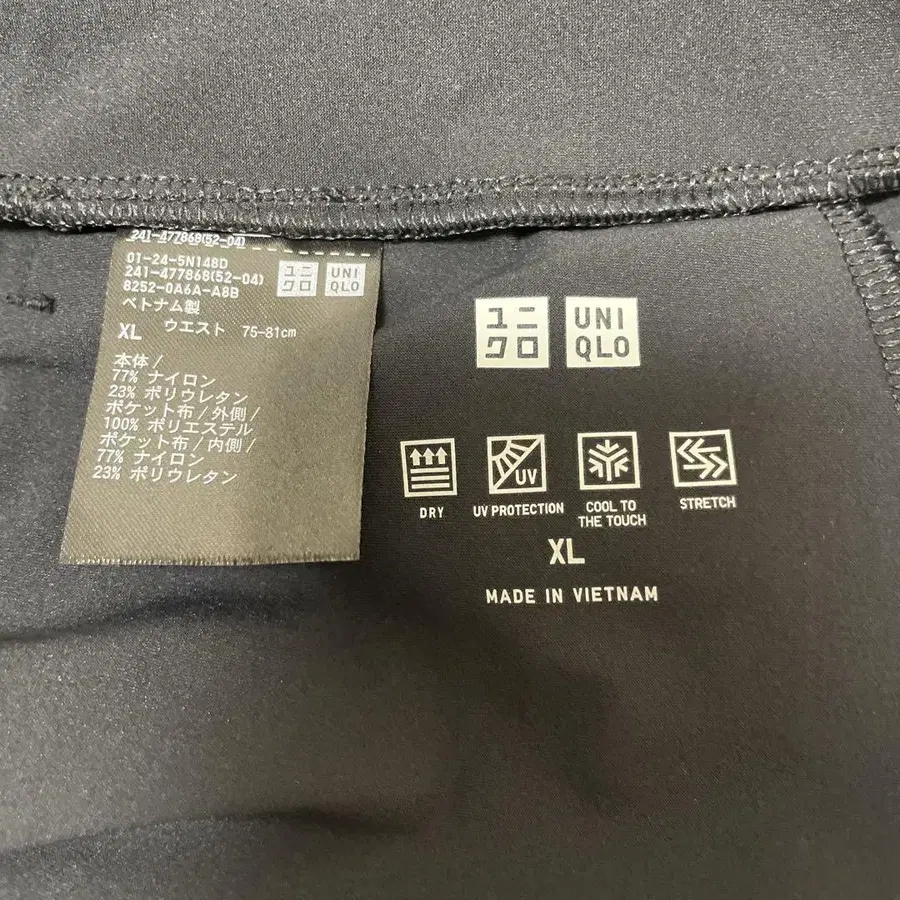 241-477868(52-04)
01-24-5N148D
241-477868(52-04)
8252-0A6A-A8B
ベトナム製
ユニクロ
UNI
QLO
XL ウエスト 75-81cm
本体 /
77% ナイロン
23% ポリウレタン
ポケット布 / 外側 /
100% ポリエステル
ポケット布 / 内側 /
77% ナイロン
23% ポリウレタン
ユニ
クロ
UNI
QLO
DRY
UV
UV PROTECTION
COOL TO
THE TOUCH
STRETCH
XL
MADE IN VIETNAM